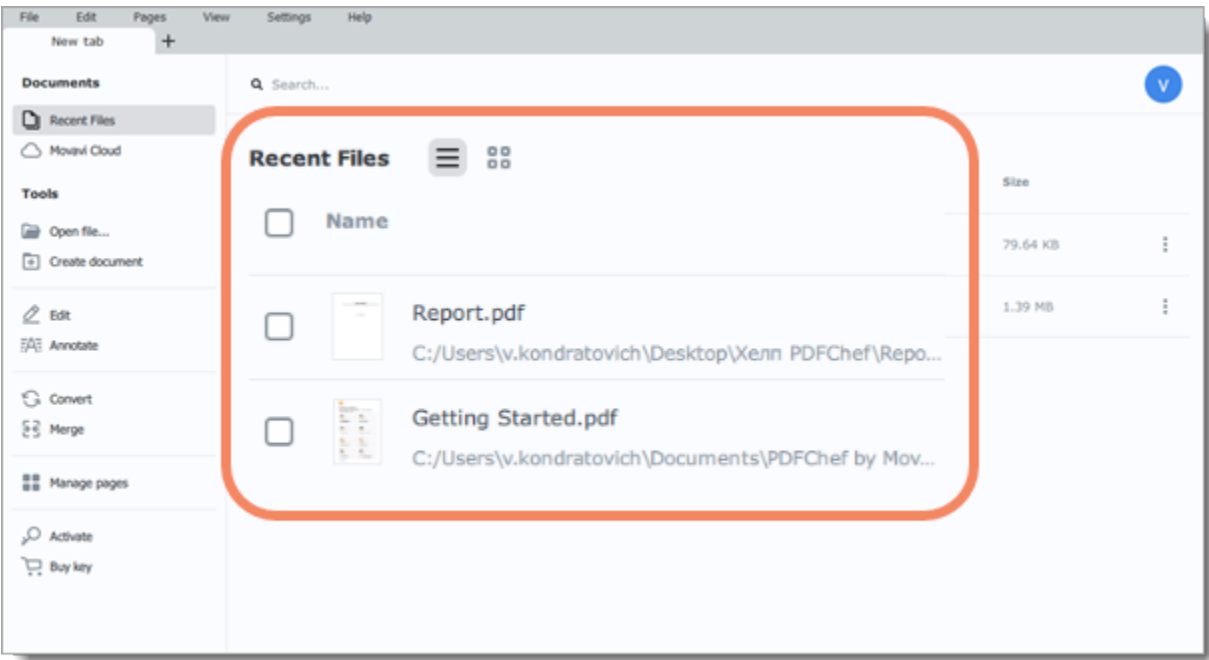 File Edit Pages View Settings Help
New tab +
Documents
Search...
V
Recent Files
Movavi Cloud
Tools
Open file...
Create document
Edit
Annotate
Convert
Merge
Manage pages
Activate
Buy key
Recent Files
Name
Size
Report.pdf
79.64 KB
C:/Users\v.kondratovich\Desktop\Хелп PDFChef\Repo...
Getting Started.pdf
1.39 MB
C:/Users\v.kondratovich\Documents\PDFChef by Mov...